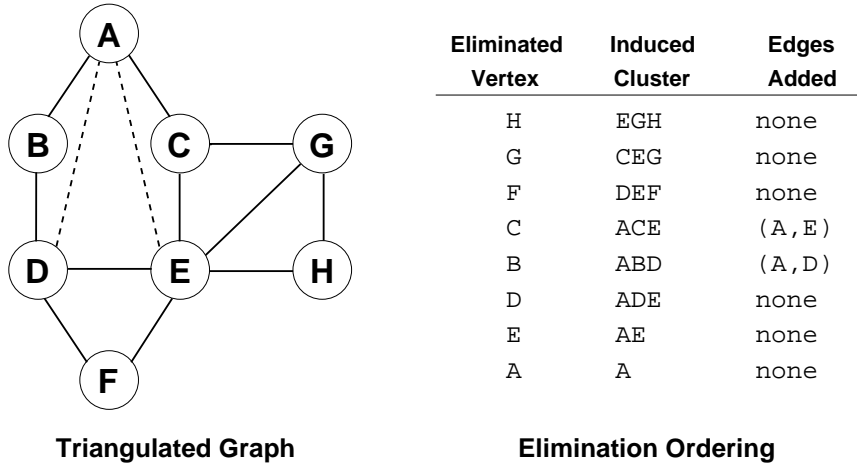 A
B
C
G
D
E
H
F
Triangulated Graph
Eliminated Induced Edges
Vertex Cluster Added
H EGH none
G CEG none
F DEF none
C ACE (A,E)
B ABD (A,D)
D ADE none
E AE none
A A none
Elimination Ordering